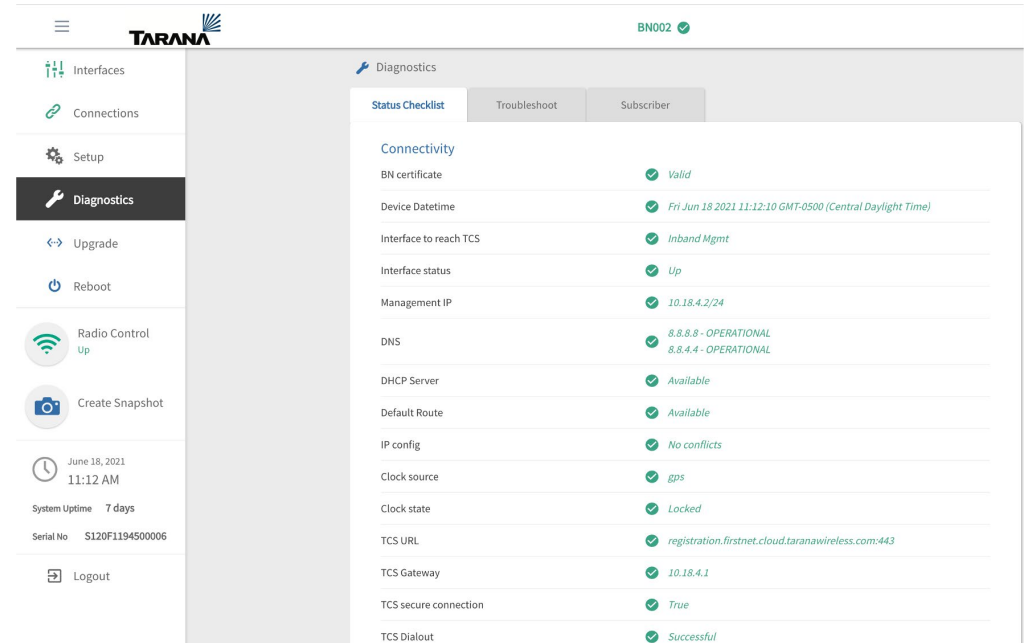 TARANA
BN002
Interfaces
Connections
Setup
Diagnostics
Upgrade
Reboot
Radio Control
Up
Create Snapshot
June 18, 2021
11:12 AM
System Uptime 7 days
Serial No S120F1194500006
Logout
Diagnostics
Status Checklist Troubleshoot Subscriber
Connectivity
BN certificate Valid
Device Datetime Fri Jun 18 2021 11:12:10 GMT-0500 (Central Daylight Time)
Interface to reach TCS Inband Mgmt
Interface status Up
Management IP 10.18.4.2/24
DNS 8.8.8.8 - OPERATIONAL
8.8.4.4 - OPERATIONAL
DHCP Server Available
Default Route Available
IP config No conflicts
Clock source gps
Clock state Locked
TCS URL registration.firstnet.cloud.taranawireless.com:443
TCS Gateway 10.18.4.1
TCS secure connection True
TCS Dialout Successful